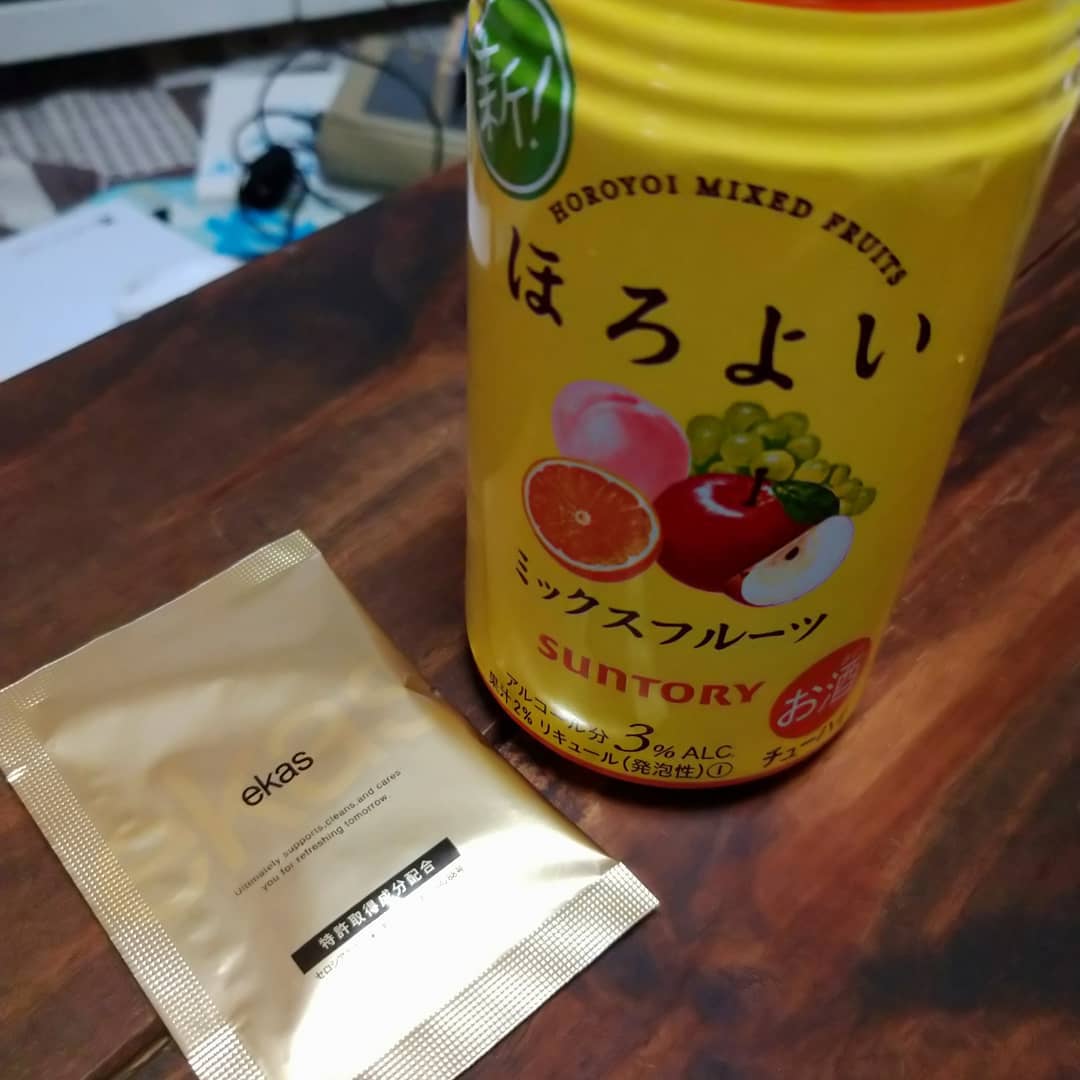 新!
HOROYOI MIXED FRUITS
ほろよい
ミックスフルーツ
SUNTORY
お酒
アルコール分 3% ALC.
果汁2% リキュール(発泡性)①
チューハイ
ekas
Ultimately supports,cleans,and cares
you for refreshing tomorrow.
特許取得成分配合